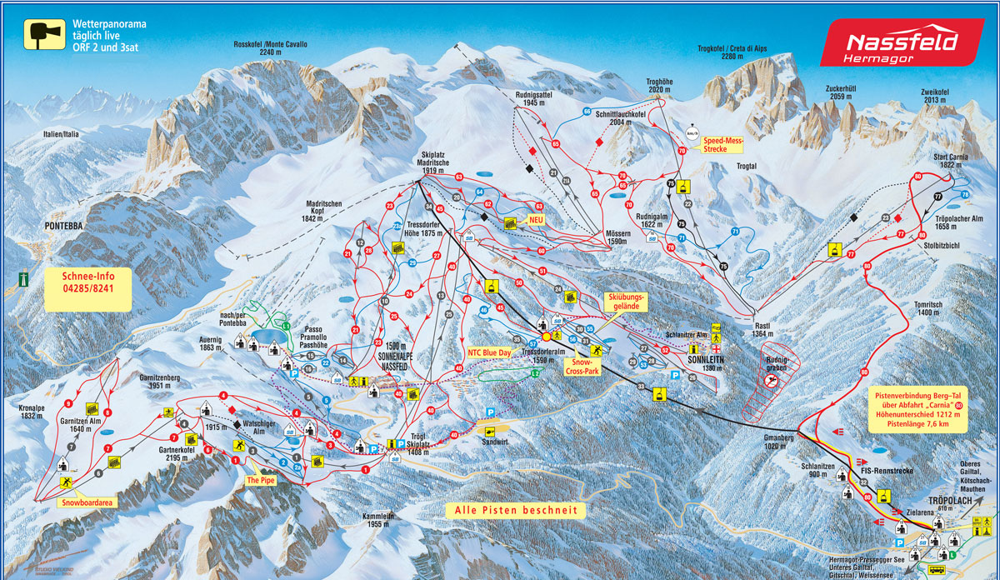 Wetterpanorama
täglich live
ORF 2 und 3sat
Nassfeld
Hermagor
Rosskofel /Monte Cavallo
2240 m
Trogkofel / Creta di Aips
2280 m
Zuckerhütl
2059 m
Zweikofel
2013 m
Rudnigsattel
1945 m
Troghöhe
2020 m
Schnittlauchkofel
2004 m
km/h
Speed-Mess-
Strecke
Italien/Italia
Skiplatz
Madritsche
1919 m
Trogtal
Start Carnia
1822 m
Madritschen
Kopf
1842 m
Tressdorfer
Höhe 1875 m
NEU
Mössern
1590m
Rudnigalm
1622 m
Tröpolacher Alm
1658 m
Stolbitzbichl
PONTEBBA
Schnee-Info
04285/8241
Skiübungs-
gelände
Tomritsch
1400 m
nach/per
Pontebba
Auernig
1863 m
Passo
Pramollo
Passhöhe
1500 m
SONNENALPE
NASSFELD
NTC Blue Day
Tressdorferalm
1590 m
Snow-
Cross-Park
Schlanitzer Alm
SONNLEITN
1380 m
Rastl
1364 m
Rudnig-
graben
Garnitzenberg
1951 m
Kronalpe
1832 m
Garnitzen Alm
1640 m
1915 m
Watschiger
Alm
Gartnerkofel
2195 m
The Pipe
Snowboardarea
Trögl
Skiplatz
1408 m
Sandwirt
Pistenverbindung Berg–Tal
über Abfahrt „Carnia“ 80
Höhenunterschied 1212 m
Pistenlänge 7,6 km
Gmanberg
1020 m
Schlanitzen
900 m
FIS-Rennstrecke
Oberes
Gailtal,
Kötschach-
Mauthen
TRÖPOLACH
610 m
Zielarena
Alle Pisten beschneit
Kammleitn
1955 m
Hermagor-Pressegger See
Unteres Gailtal,
Gitschtal, Weissensee